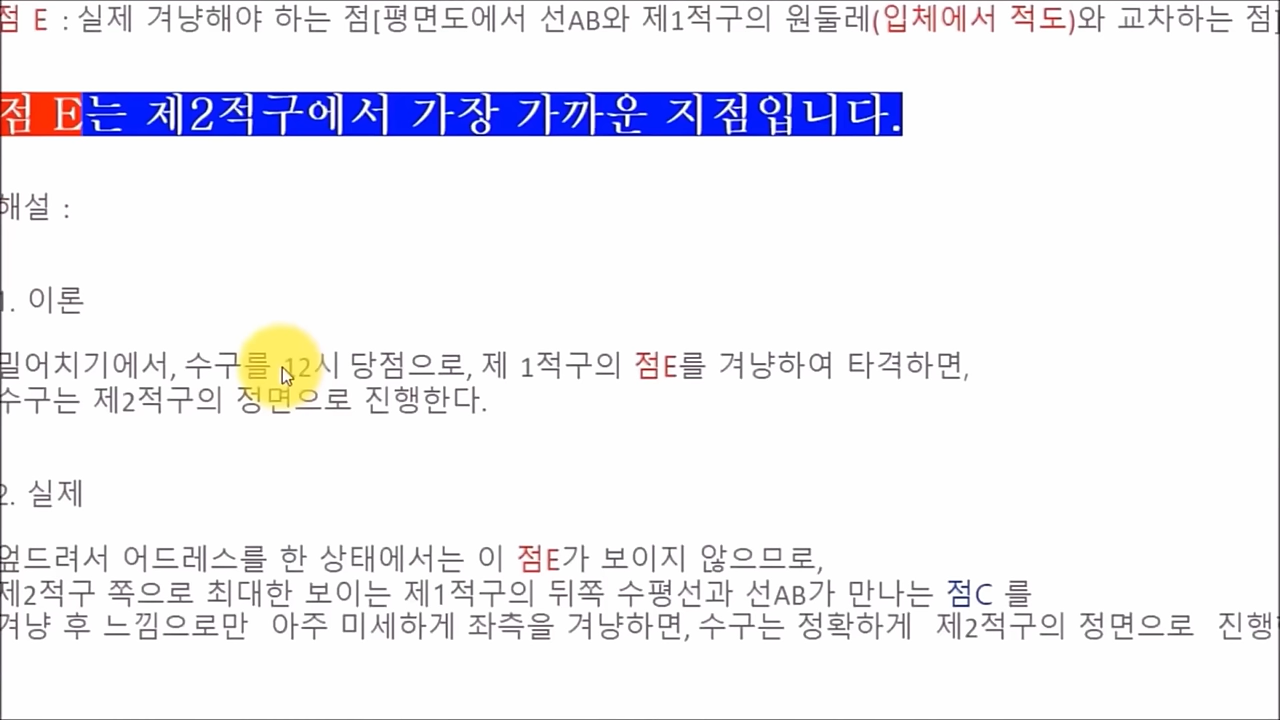 점 E : 실제 겨냥해야 하는 점[평면도에서 선AB와 제1적구의 원둘레(입체에서 적도)와 교차하는 점]
점 E는 제2적구에서 가장 가까운 지점입니다.
해설 :
1. 이론
밀어치기에서, 수구를 12시 당점으로, 제 1적구의 점E를 겨냥하여 타격하면,
수구는 제2적구의 정면으로 진행한다.
2. 실제
엎드려서 어드레스를 한 상태에서는 이 점E가 보이지 않으므로,
제2적구 쪽으로 최대한 보이는 제1적구의 뒤쪽 수평선과 선AB가 만나는 점C 를
겨냥 후 느낌으로만 아주 미세하게 좌측을 겨냥하면, 수구는 정확하게 제2적구의 정면으로 진행